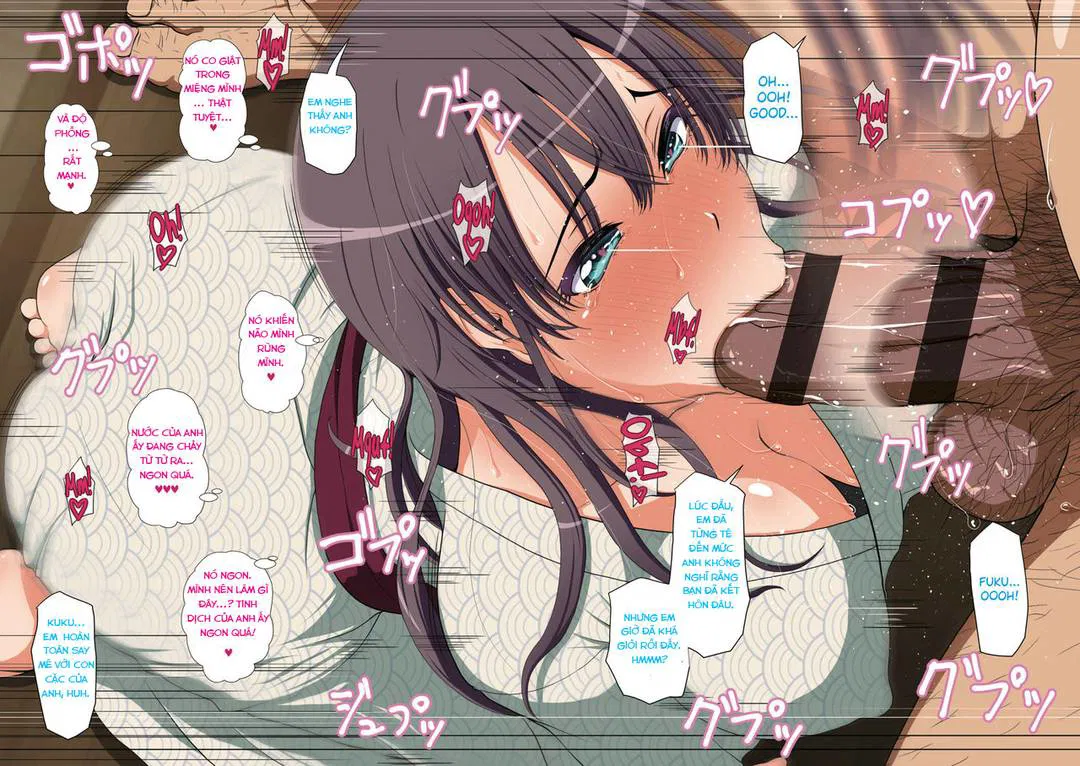 ゴポッ
Mm!♥
NÓ CO GIẬT
TRONG
MIỆNG MÌNH
... THẬT
TUYỆT...
♥
EM NGHE
THẤY ANH
KHÔNG?
グプッ
OH...
OOH!
GOOD...
Mm!♥
グプッ♡
VÀ ĐỘ
PHỒNG
...
RẤT
MẠNH.
♥
Oh!♡
Ogoh!♡
コプッ♡
NÓ KHIẾN
NÃO MÌNH
RÙNG
MÌNH.
♥
グプッ
NƯỚC CỦA ANH
ẤY ĐANG CHẢY
TỪ TỪ RA...
NGON QUÁ.
♥♥♥
Mm!♡
グプッ
LÚC ĐẦU,
EM ĐÃ
TỪNG TỆ
ĐẾN MỨC
ANH KHÔNG
NGHĨ RẰNG
BẠN ĐÃ KẾT
HÔN ĐÂU.
ゴプッ
NHƯNG EM
GIỜ ĐÃ KHÁ
GIỎI RỒI ĐẤY.
HMMM?
FUKU...
OOOH!
NÓ NGON.
MÌNH NÊN LÀM GÌ
ĐÂY...? TINH
DỊCH CỦA ANH ẤY
NGON QUÁ!
♥
KUKU...
EM HOÀN
TOÀN SAY
MÊ VỚI CON
CẶC CỦA
ANH, HUH.
ジュプッ
グプッ
グプッ